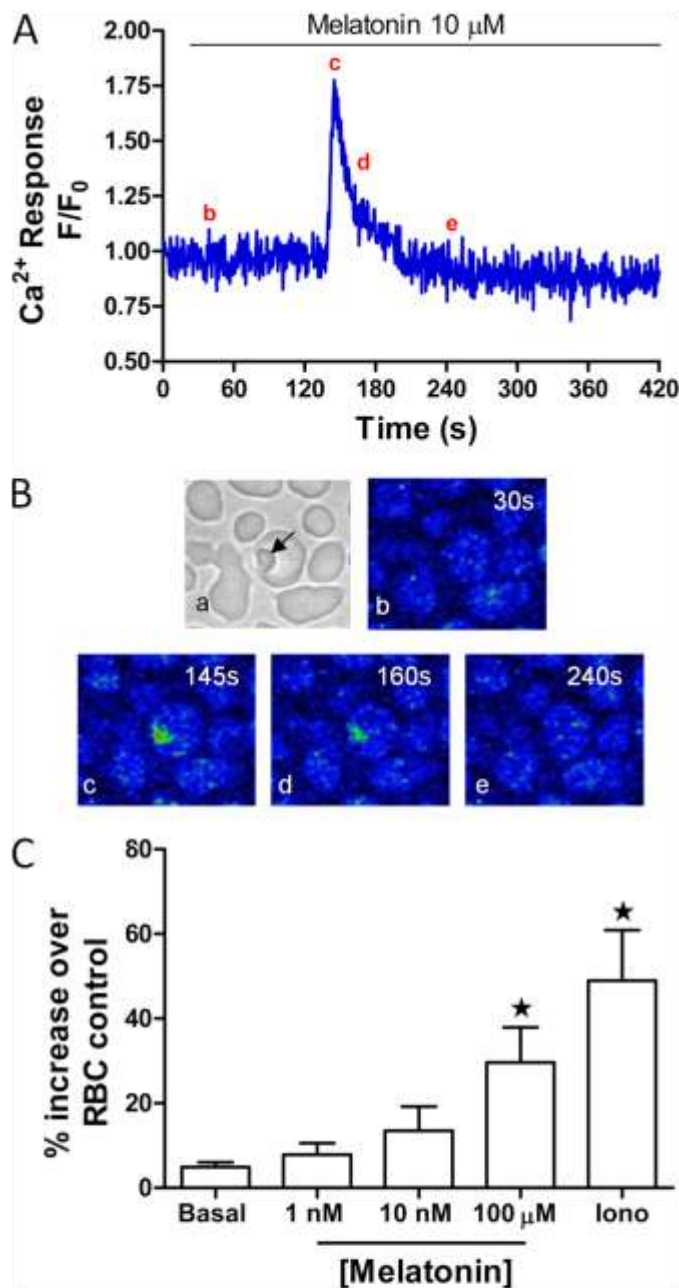 A
Melatonin 10 μM
2.00
1.75
1.50
1.25
1.00
0.75
0.50
Ca2+ Response
F/F0
b
c
d
e
0 60 120 180 240 300 360 420
Time (s)
B
a
30s
b
145s
c
160s
d
240s
e
C
80
60
40
20
0
% increase over
RBC control
Basal 1 nM 10 nM 100 μM Iono
[Melatonin]